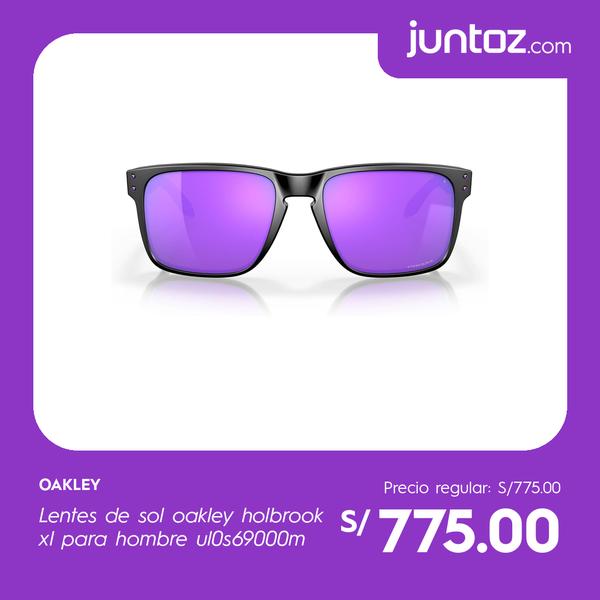 juntoz.com
OAKLEY
Lentes de sol oakley holbrook
xl para hombre ul0s69000m
Precio regular: S/775.00
S/ 775.00